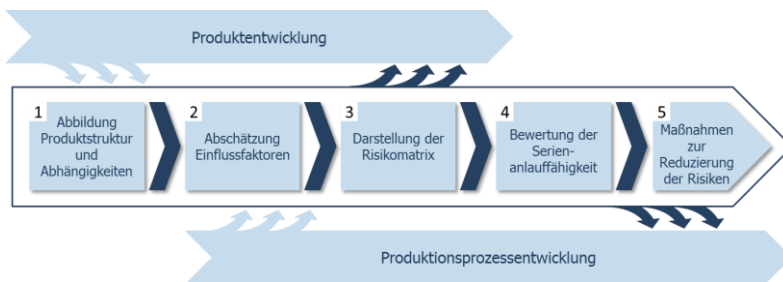 Produktentwicklung
1
Abbildung
Produktstruktur
und
Abhängigkeiten
2
Abschätzung
Einflussfaktoren
3
Darstellung der
Risikomatrix
4
Bewertung der
Serien-
anlauffähigkeit
5
Maßnahmen
zur
Reduzierung
der Risiken
Produktionsprozessentwicklung